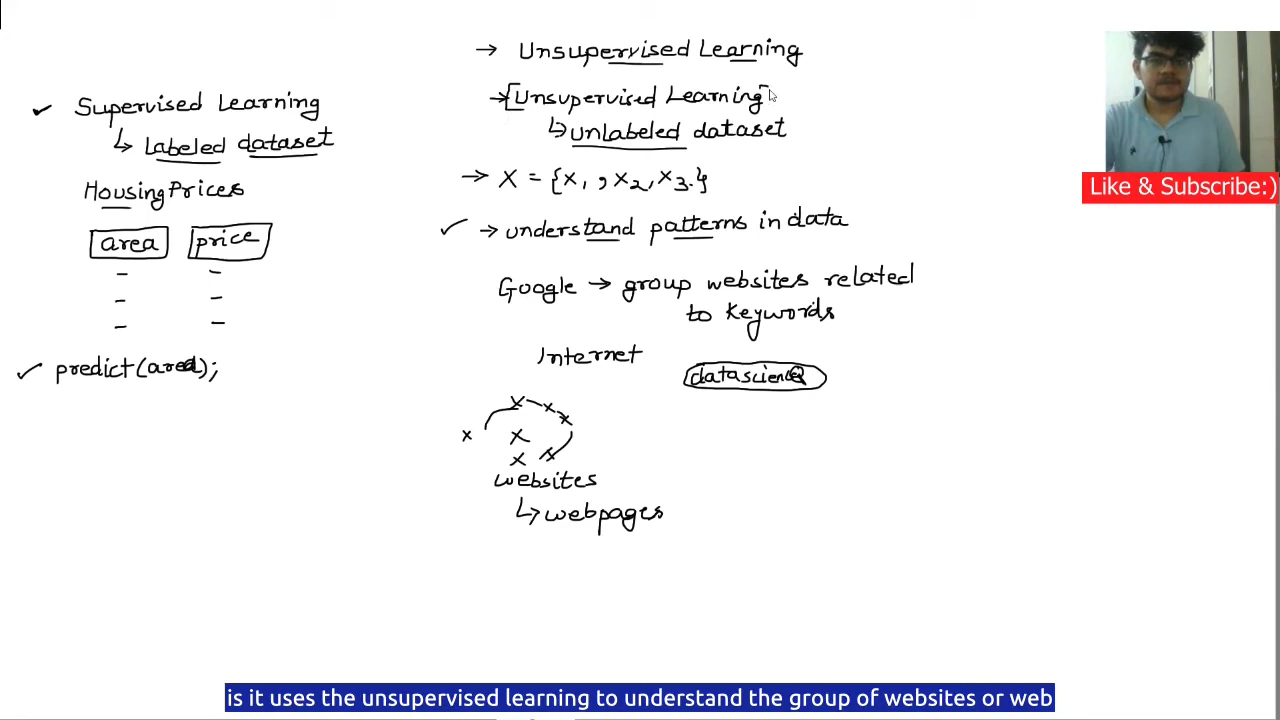 ✓ Supervised Learning
↳ Labeled dataset
Housing Prices
area price
- -
- -
- -
✓ predict(area);
→ Unsupervised Learning
→ [Unsupervised Learning]
↳ unlabeled dataset
→ X = {x₁, x₂, x₃.}
✓ → understand patterns in data
Google → group websites related
to keywords
Internet
datascience
x x x x x x x x
websites
↳ webpages
Like & Subscribe:)
is it uses the unsupervised learning to understand the group of websites or web